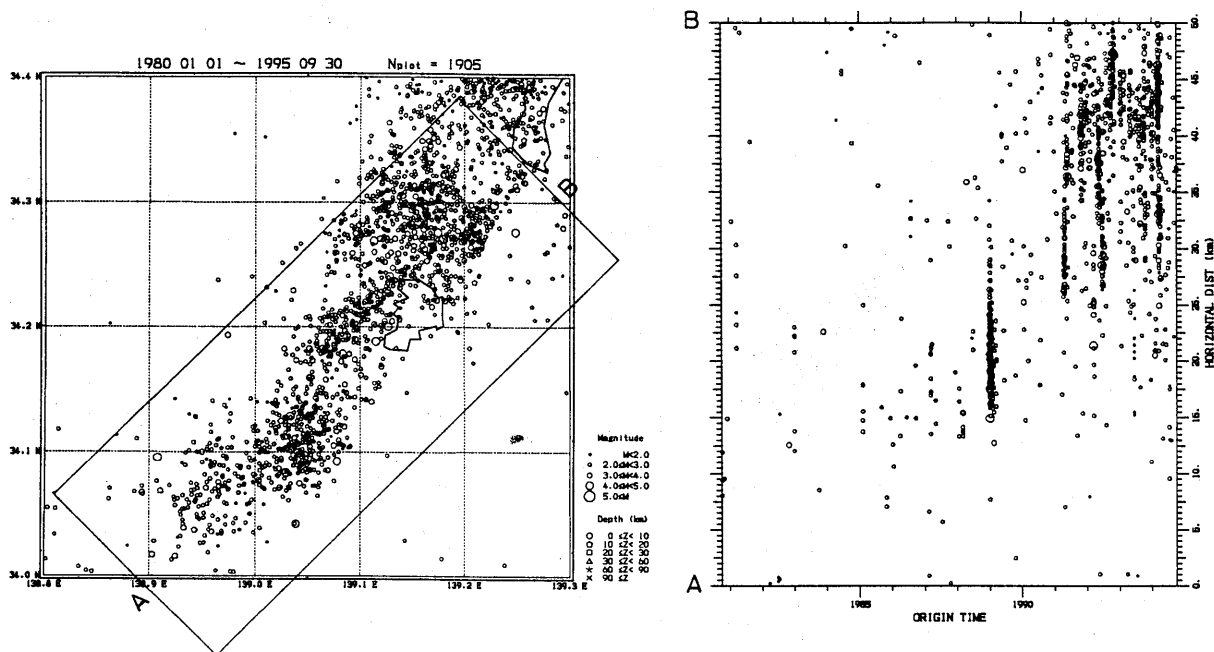 1980 01 01 ~ 1995 09 30 Nplot = 1905
34.4 N
34.3 N
34.2 N
34.1 N
34.0 N
138.8 E
138.9 E
139.0 E
139.1 E
139.2 E
139.3 E
A
B
Magnitude
M<2.0
2.0≤M<3.0
3.0≤M<4.0
4.0≤M<5.0
5.0≤M
Depth (km)
0 ≤Z< 10
10 ≤Z< 20
20 ≤Z< 30
30 ≤Z< 60
60 ≤Z< 90
90 ≤Z
B
A
1985
1990
ORIGIN TIME
50.
45.
40.
35.
30.
25.
20.
15.
10.
5.
0.
HORIZONTAL DIST (km)